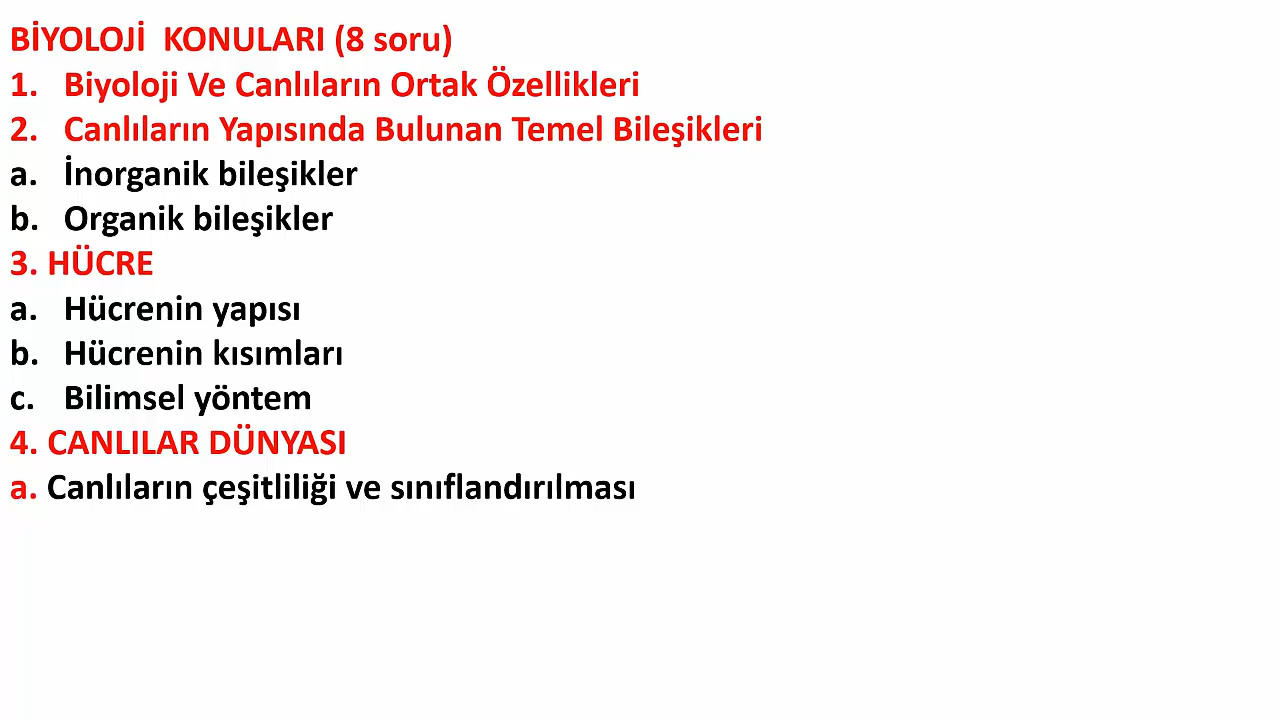 BİYOLOJİ  KONULARI (8 soru)
1. Biyoloji Ve Canlıların Ortak Özellikleri
2. Canlıların Yapısında Bulunan Temel Bileşikleri
a. İnorganik bileşikler
b. Organik bileşikler
3. HÜCRE
a. Hücrenin yapısı
b. Hücrenin kısımları
c. Bilimsel yöntem
4. CANLILAR DÜNYASI
a. Canlıların çeşitliliği ve sınıflandırılması